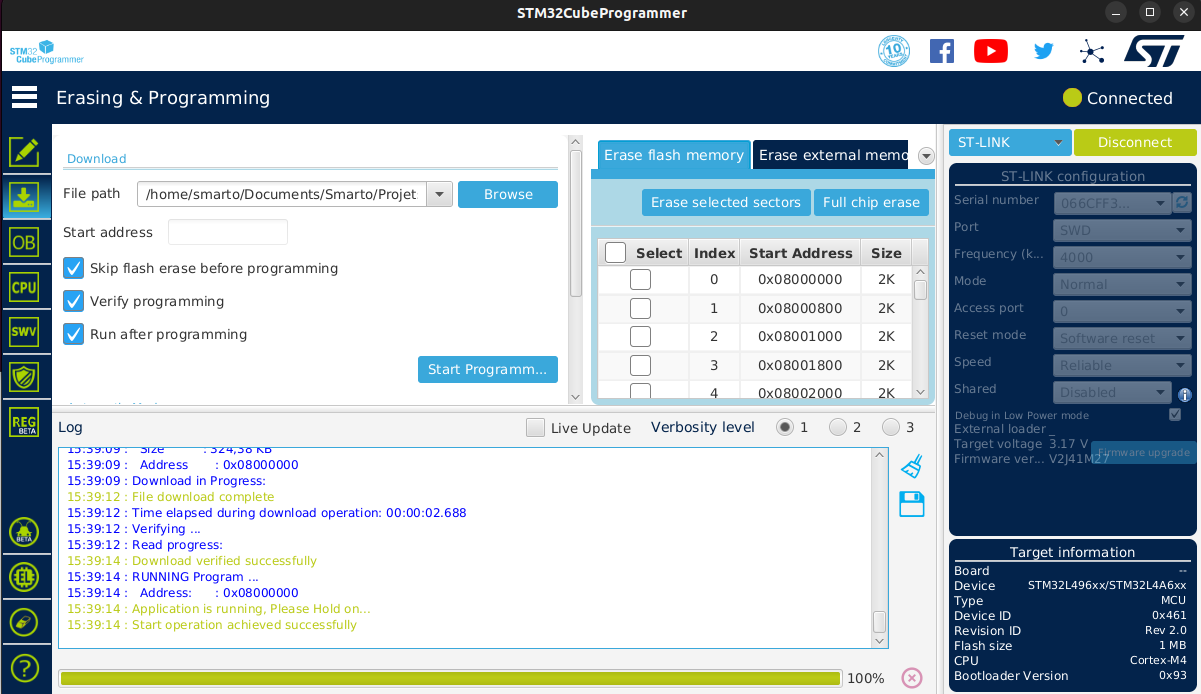 STM32CubeProgrammer
STM32
CubeProgrammer
10
Erasing & Programming
Connected
Download
File path /home/smarto/Documents/Smarto/Projet Browse
Start address
Skip flash erase before programming
Verify programming
Run after programming
Start Programm...
Erase flash memory Erase external memo
Erase selected sectors Full chip erase
Select Index Start Address Size
0 0x08000000 2K
1 0x08000800 2K
2 0x08001000 2K
3 0x08001800 2K
4 0x08002000 2K
OB
CPU
SWV
REG
BETA
BETA
EL
?
Log Live Update Verbosity level 1 2 3
15:39:09 : Size : 324,38 KB
15:39:09 : Address : 0x08000000
15:39:09 : Download in Progress:
15:39:12 : File download complete
15:39:12 : Time elapsed during download operation: 00:00:02.688
15:39:12 : Verifying ...
15:39:12 : Read progress:
15:39:14 : Download verified successfully
15:39:14 : RUNNING Program ...
15:39:14 : Address: : 0x08000000
15:39:14 : Application is running, Please Hold on...
15:39:14 : Start operation achieved successfully
100%
ST-LINK Disconnect
ST-LINK configuration
Serial number 066CFF3...
Port SWD
Frequency (k... 4000
Mode Normal
Access port 0
Reset mode Software reset
Speed Reliable
Shared Disabled
Debug in Low Power mode
External loader _
Target voltage 3.17 V
Firmware ver... V2J41M27
Firmware upgrade
Target information
Board --
Device STM32L496xx/STM32L4A6xx
Type MCU
Device ID 0x461
Revision ID Rev 2.0
Flash size 1 MB
CPU Cortex-M4
Bootloader Version 0x93